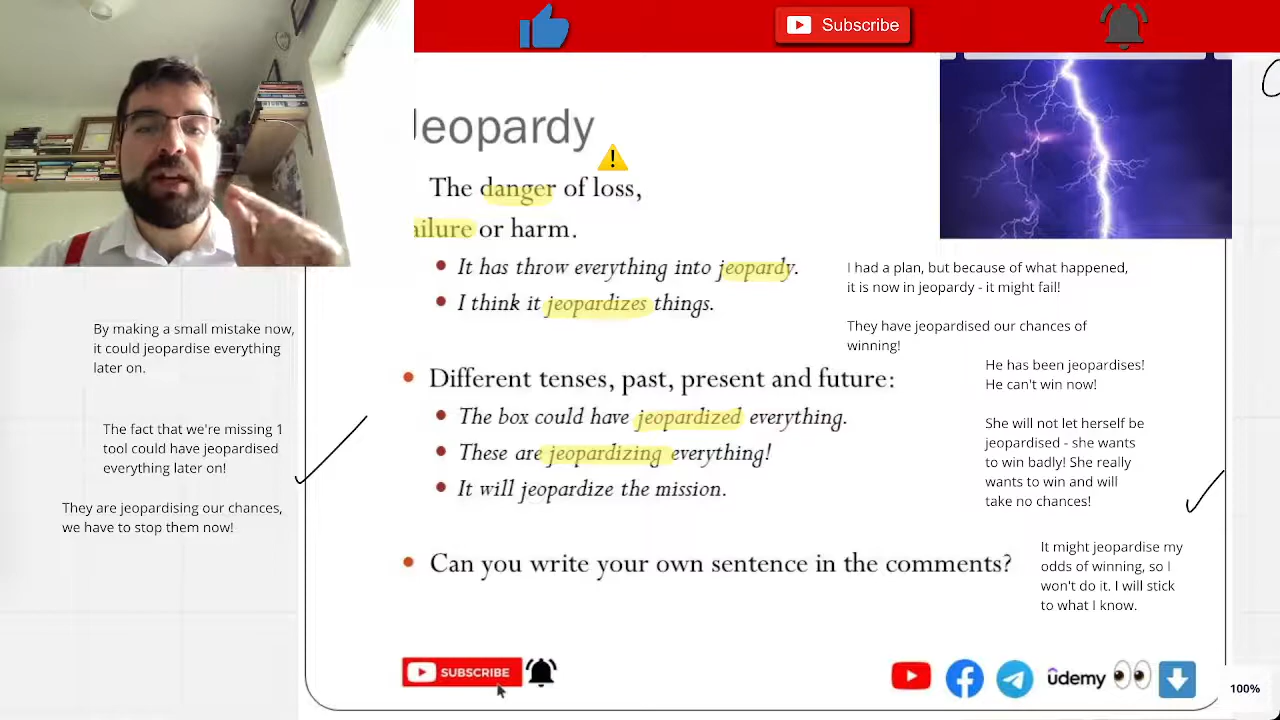 Subscribe
Jeopardy
The danger of loss,
ailure or harm.
It has throw everything into jeopardy.
I think it jeopardizes things.
Different tenses, past, present and future:
The box could have jeopardized everything.
These are jeopardizing everything!
It will jeopardize the mission.
Can you write your own sentence in the comments?
By making a small mistake now,
it could jeopardise everything
later on.
The fact that we're missing 1
tool could have jeopardised
everything later on!
They are jeopardising our chances,
we have to stop them now!
I had a plan, but because of what happened,
it is now in jeopardy - it might fail!
They have jeopardised our chances of
winning!
He has been jeopardises!
He can't win now!
She will not let herself be
jeopardised - she wants
to win badly! She really
wants to win and will
take no chances!
It might jeopardise my
odds of winning, so I
won't do it. I will stick
to what I know.
SUBSCRIBE
ûdemy
100%